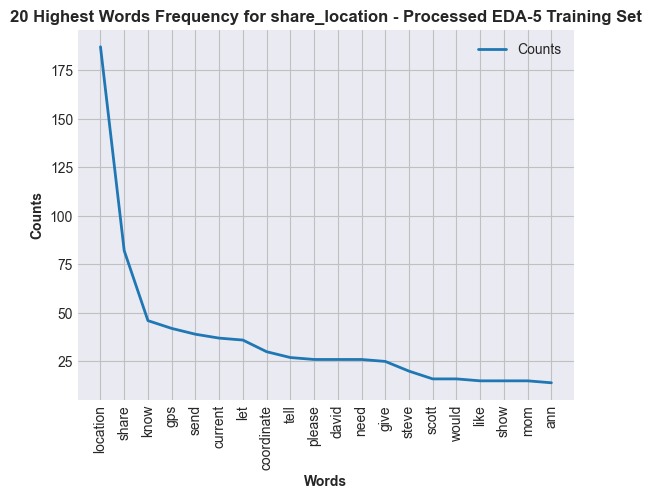 20 Highest Words Frequency for share_location - Processed EDA-5 Training Set
Counts
175
150
125
100
75
50
25
Counts
location
share
know
gps
send
current
let
coordinate
tell
please
david
need
give
steve
scott
would
like
show
mom
ann
Words